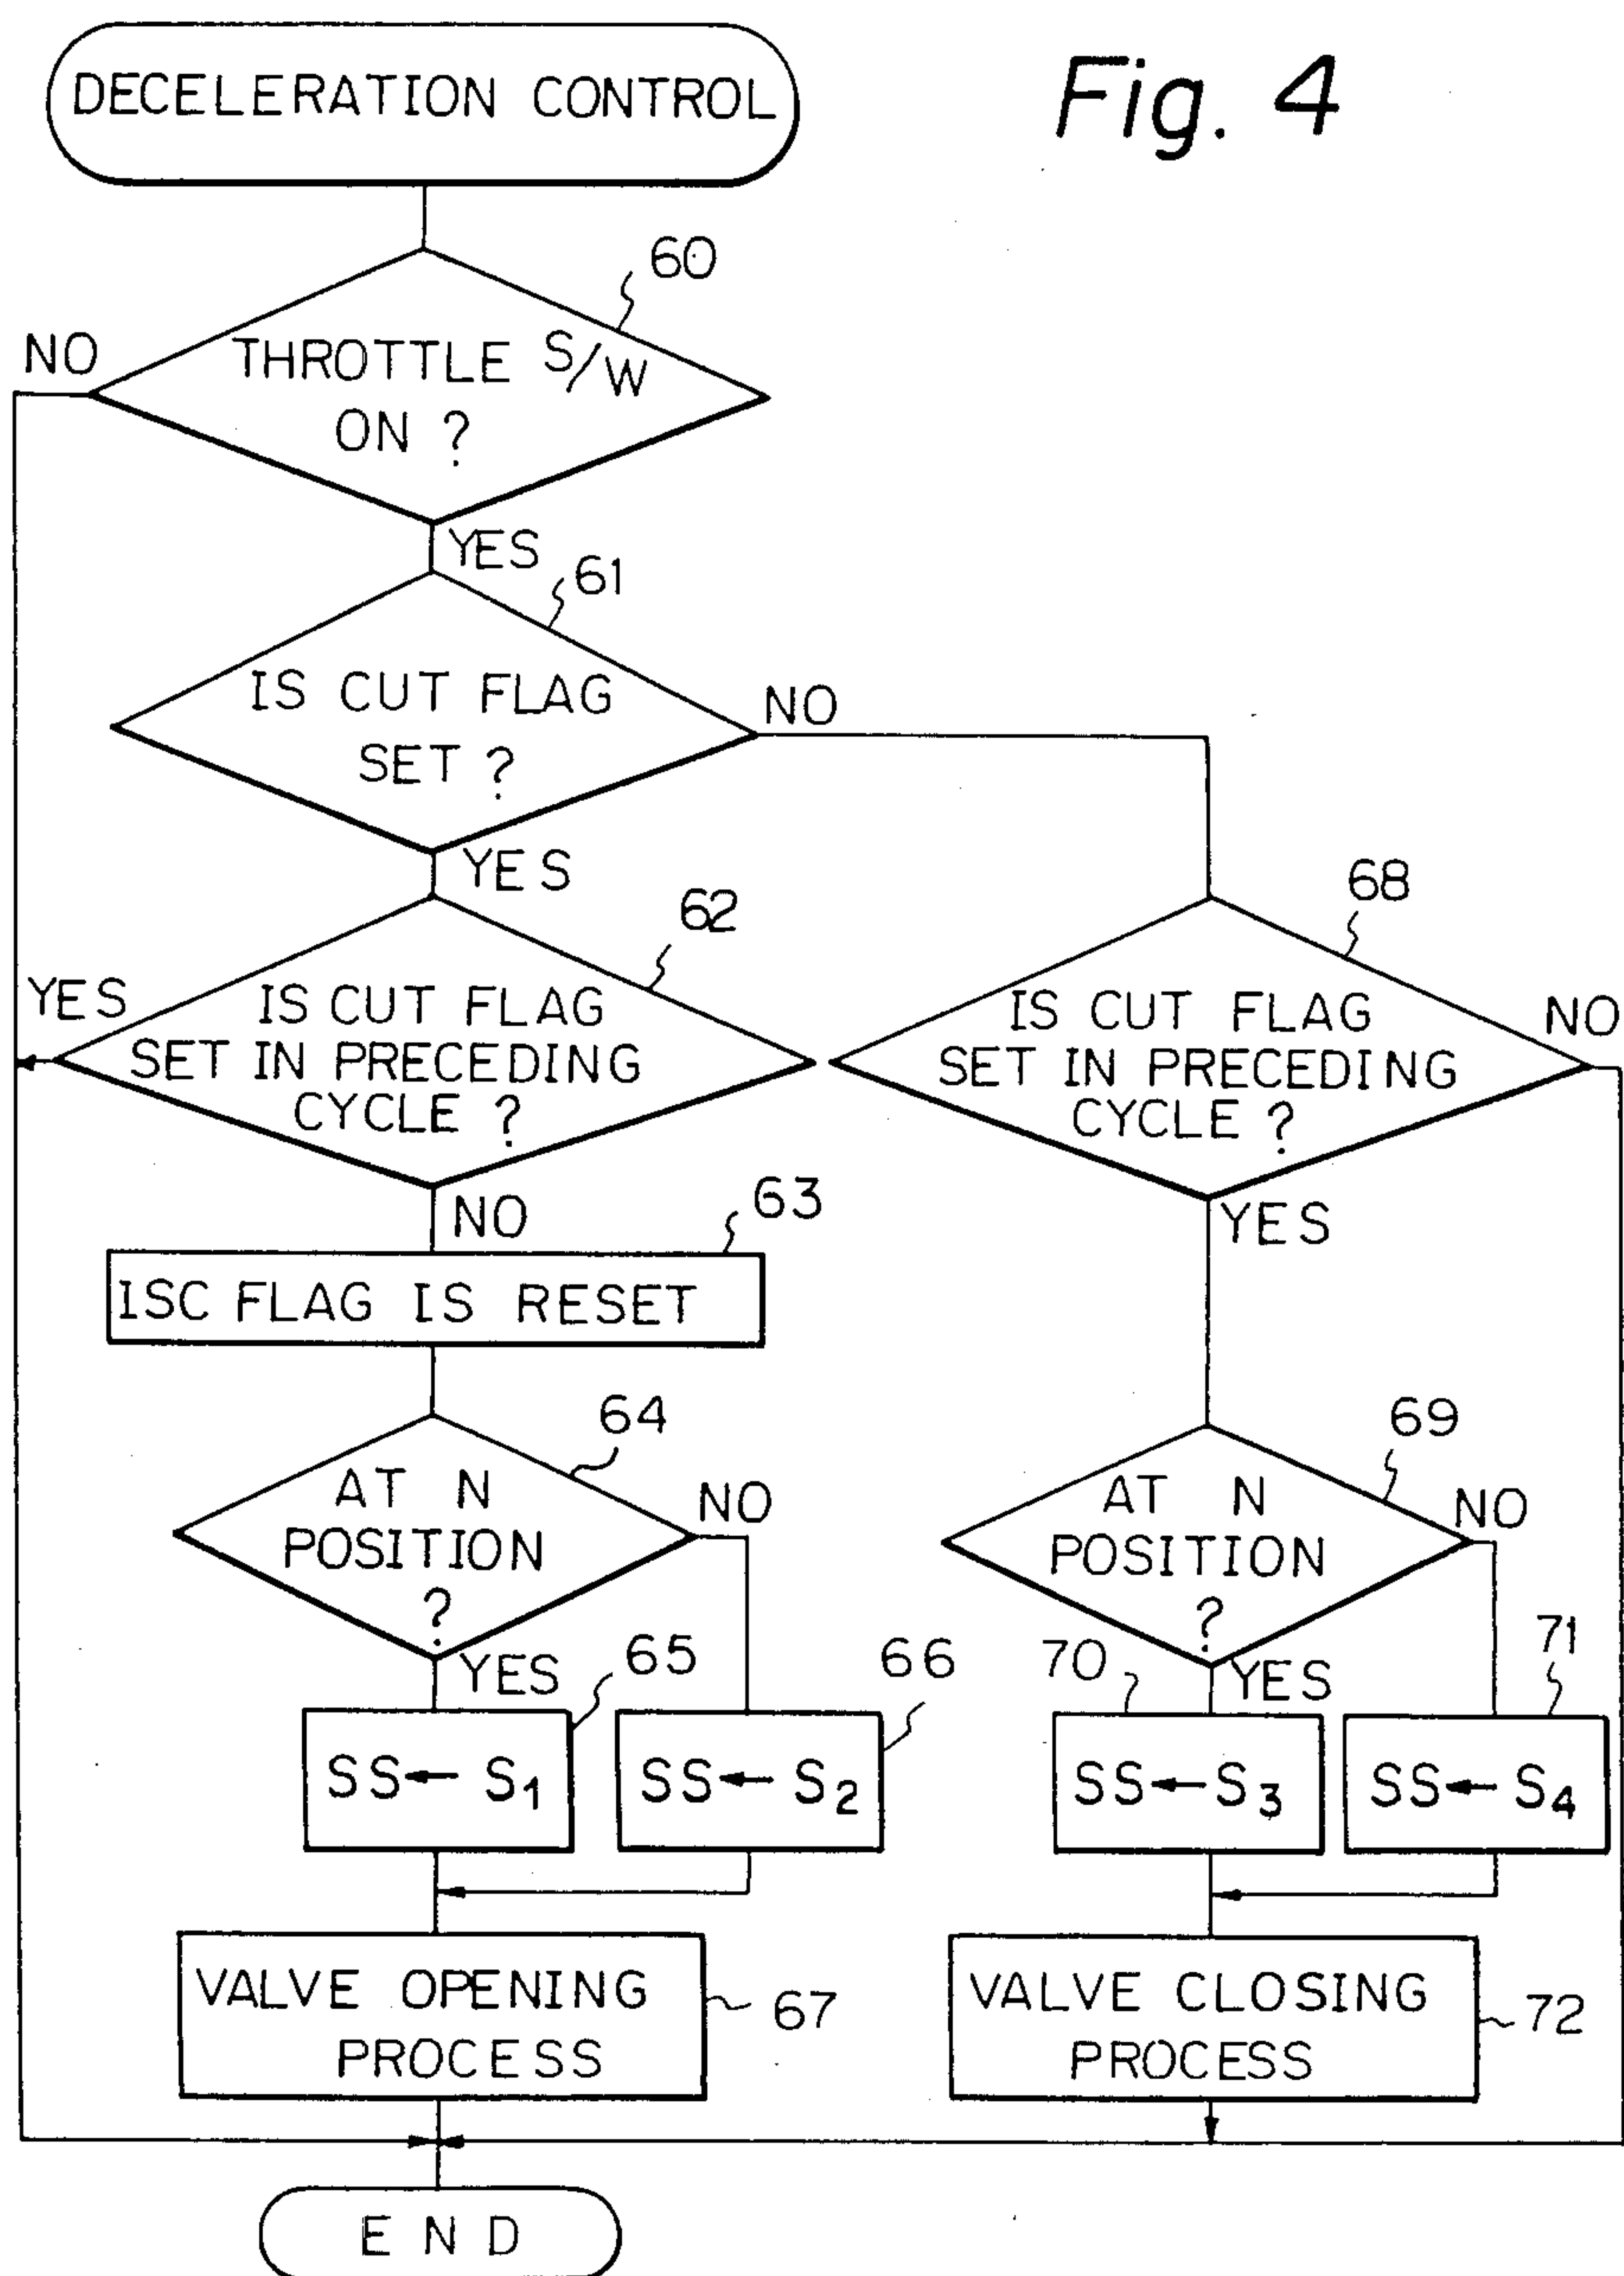 Fig. 4
DECELERATION CONTROL
60
NO
THROTTLE S/W
ON ?
YES
61
IS CUT FLAG
SET ?
NO
YES
62
YES
IS CUT FLAG
SET IN PRECEDING
CYCLE ?
NO
68
IS CUT FLAG
SET IN PRECEDING
CYCLE ?
NO
YES
63
ISC FLAG IS RESET
64
AT N
POSITION
?
NO
YES
65
SS ← S1
66
SS ← S2
67
VALVE OPENING
PROCESS
69
AT N
POSITION
?
NO
YES
70
SS ← S3
71
SS ← S4
VALVE CLOSING
PROCESS
72
END